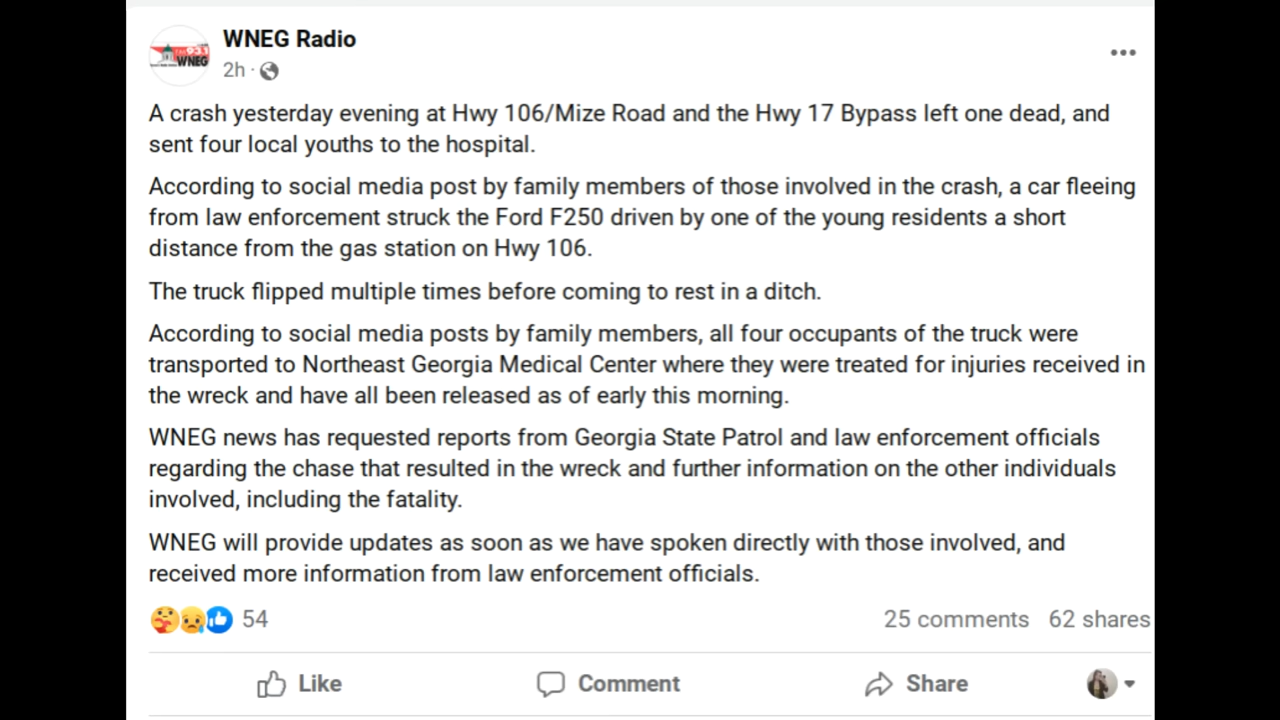 WNEG Radio
93.1
WNEG
2h ·
A crash yesterday evening at Hwy 106/Mize Road and the Hwy 17 Bypass left one dead, and
sent four local youths to the hospital.
According to social media post by family members of those involved in the crash, a car fleeing
from law enforcement struck the Ford F250 driven by one of the young residents a short
distance from the gas station on Hwy 106.
The truck flipped multiple times before coming to rest in a ditch.
According to social media posts by family members, all four occupants of the truck were
transported to Northeast Georgia Medical Center where they were treated for injuries received in
the wreck and have all been released as of early this morning.
WNEG news has requested reports from Georgia State Patrol and law enforcement officials
regarding the chase that resulted in the wreck and further information on the other individuals
involved, including the fatality.
WNEG will provide updates as soon as we have spoken directly with those involved, and
received more information from law enforcement officials.
54
25 comments 62 shares
Like Comment Share